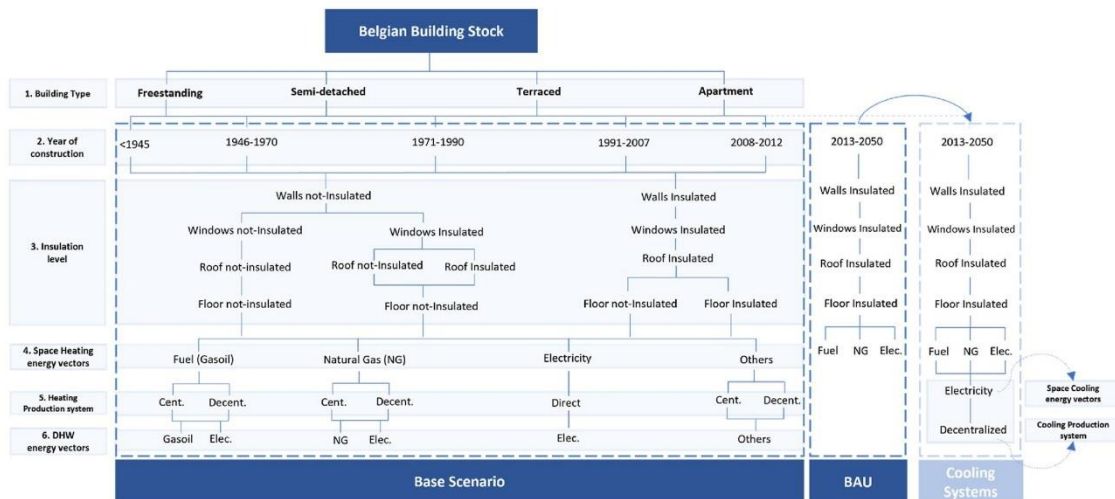 Belgian Building Stock
1. Building Type
Freestanding
Semi-detached
Terraced
Apartment
2. Year of
construction
<1945
1946-1970
1971-1990
1991-2007
2008-2012
2013-2050
2013-2050
3. Insulation
level
Walls not-Insulated
Walls Insulated
Walls Insulated
Walls Insulated
Windows not-Insulated
Windows Insulated
Windows Insulated
Windows Insulated
Windows Insulated
Roof not-insulated
Roof not-Insulated
Roof Insulated
Roof Insulated
Roof Insulated
Roof Insulated
Floor not-insulated
Floor not-Insulated
Floor not-Insulated
Floor Insulated
Floor Insulated
Floor Insulated
4. Space Heating
energy vectors
Fuel (Gasoil)
Natural Gas (NG)
Electricity
Others
Fuel
NG
Elec.
Fuel
NG
Elec.
5. Heating
Production system
Cent.
Decent.
Cent.
Decent.
Direct
Cent.
Decent.
Electricity
Space Cooling
energy vectors
6. DHW
energy vectors
Gasoil
Elec.
NG
Elec.
Elec.
Others
Decentralized
Cooling Production
system
Base Scenario
BAU
Cooling
Systems